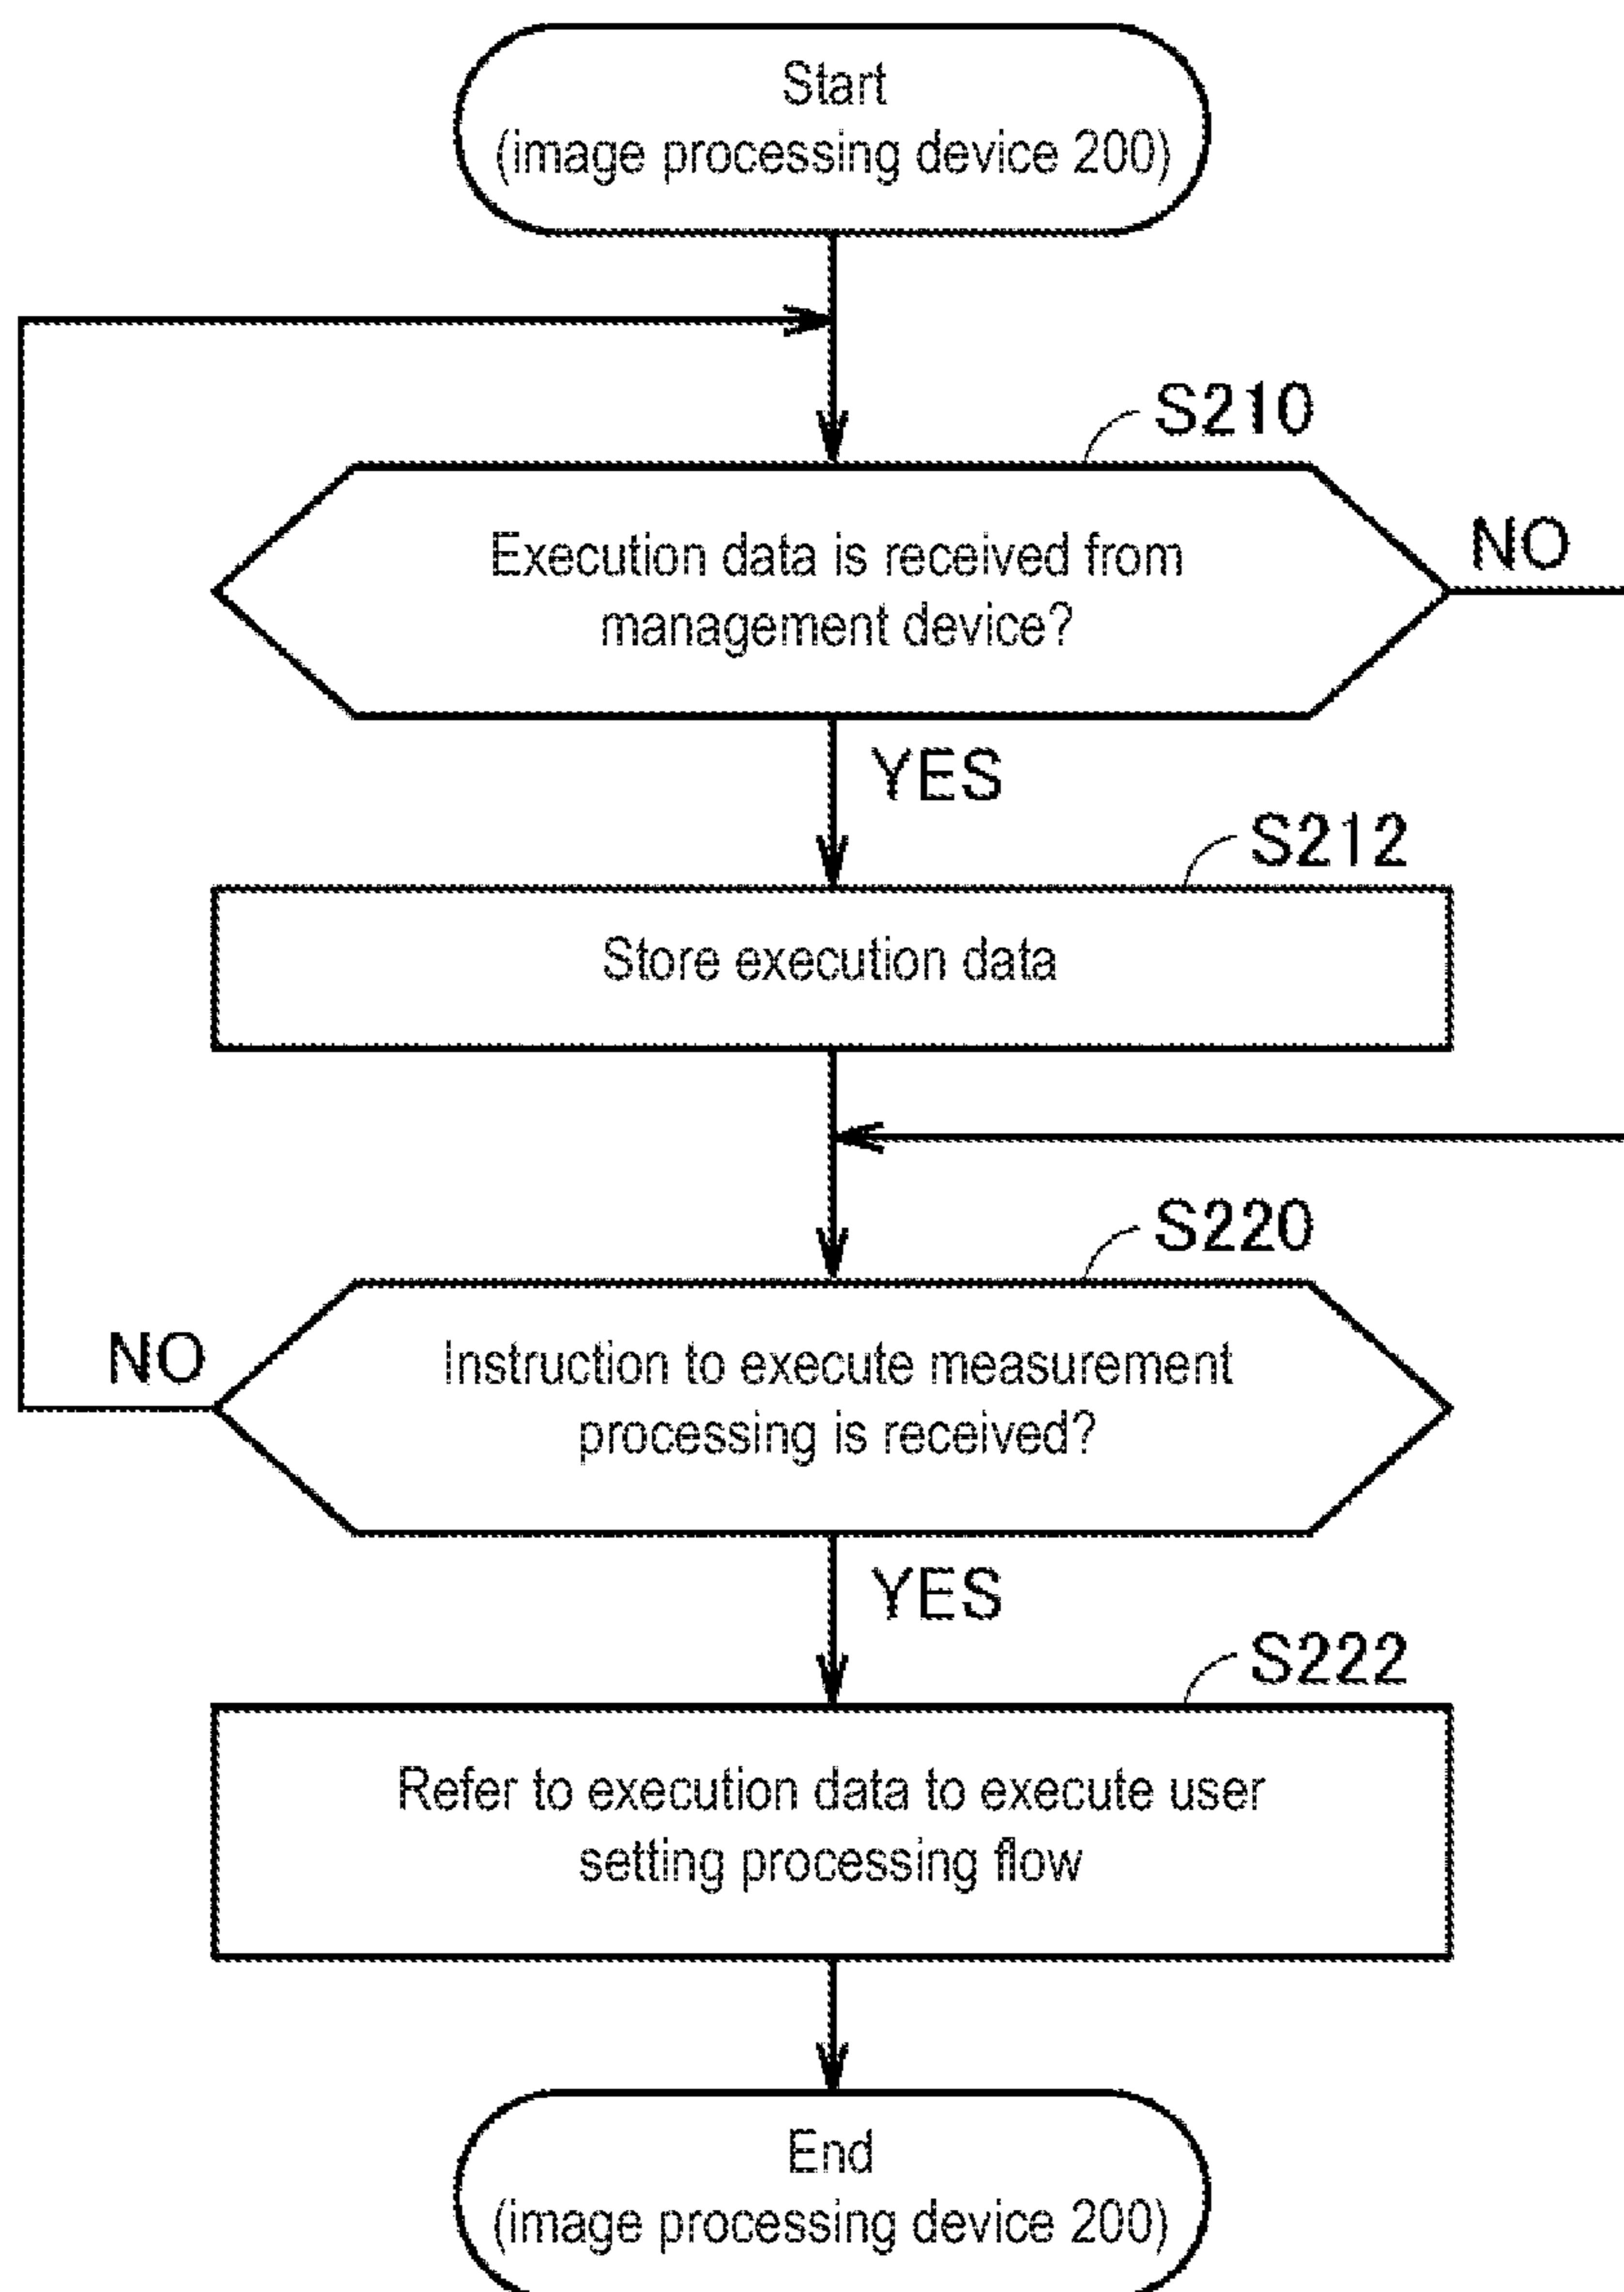 Start
(image processing device 200)
S210
Execution data is received from
management device?
NO
YES
S212
Store execution data
S220
Instruction to execute measurement
processing is received?
NO
YES
S222
Refer to execution data to execute user
setting processing flow
End
(image processing device 200)